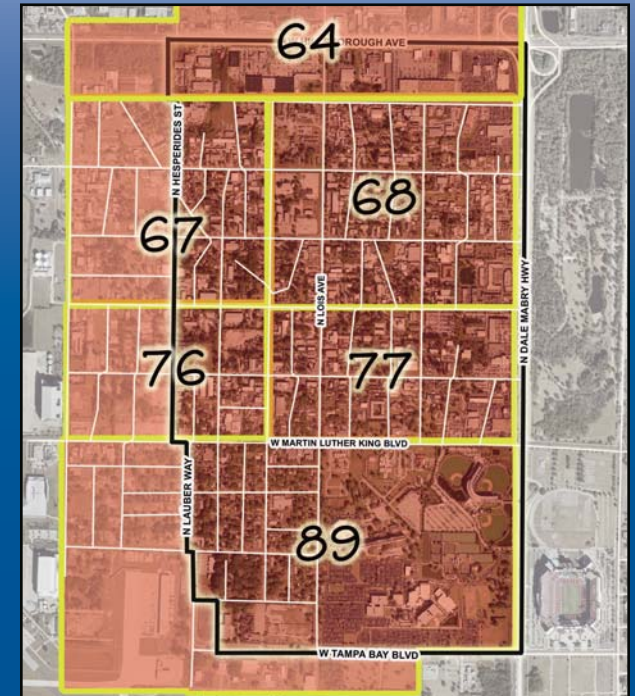 64
BOROUGH AVE
N HESPERIDES ST
68
67
N LOIS AVE
N DALE MABRY HWY
76
77
W MARTIN LUTHER KING BLVD
N LAUBER WAY
89
W TAMPA BAY BLVD